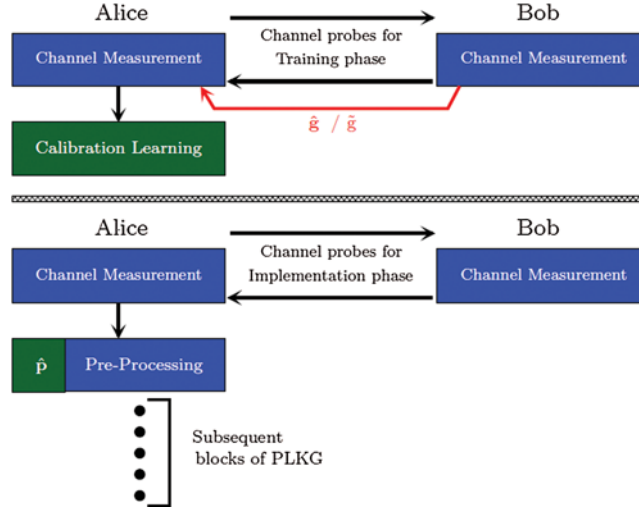 Alice
Bob
Channel probes for
Training phase
Channel Measurement
Channel Measurement
ĝ / g̃
Calibration Learning
Alice
Bob
Channel probes for
Implementation phase
Channel Measurement
Channel Measurement
p̂
Pre-Processing
Subsequent
blocks of PLKG